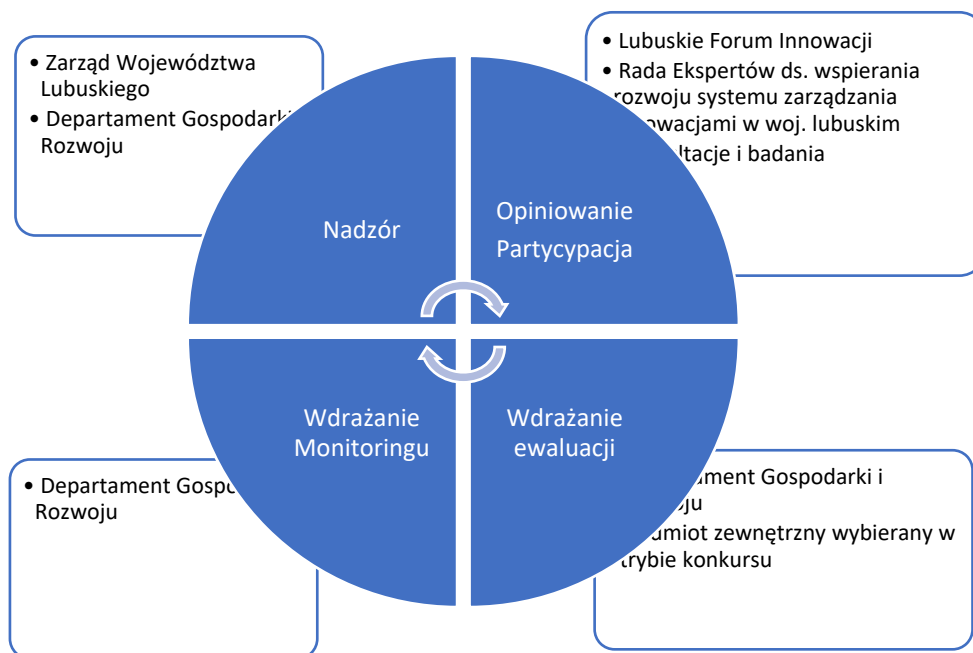 • Zarząd Województwa
Lubuskiego
• Departament Gospodarki
Rozwoju
• Lubuskie Forum Innowacji
• Rada Ekspertów ds. wspierania
rozwoju systemu zarządzania
w woj. lubuskim
i badania
Nadzór
Opiniowanie
Partycypacja
Wdrażanie
Monitoringu
Wdrażanie
ewaluacji
• Departament
Rozwoju
Gospodarki i
zewnętrzny wybierany w
trybie konkursu